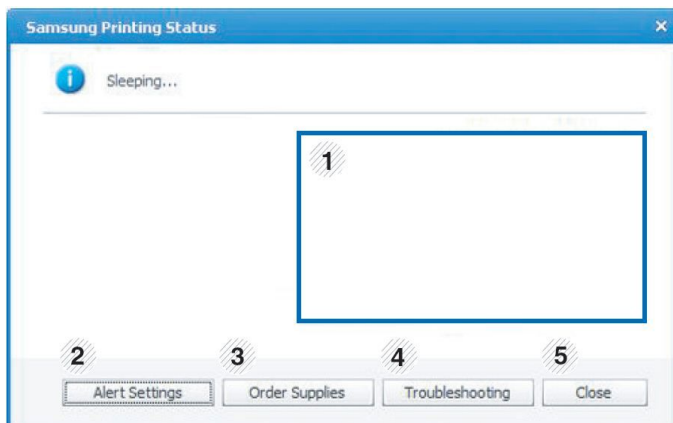 Samsung Printing Status
Sleeping...
1
2 3 4 5
Alert Settings Order Supplies Troubleshooting Close